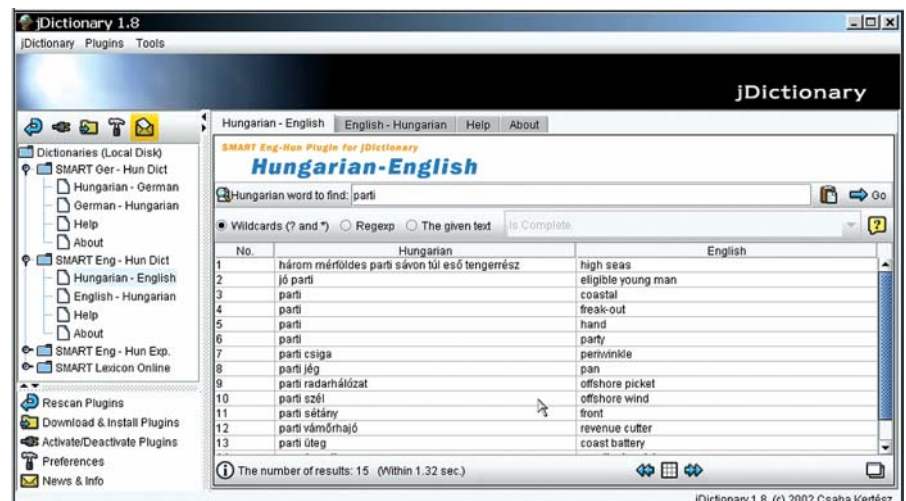 jDictionary 1.8
jDictionary Plugins Tools
jDictionary
Dictionaries (Local Disk)
SMART Ger - Hun Dict
Hungarian - German
German - Hungarian
Help
About
SMART Eng - Hun Dict
Hungarian - English
English - Hungarian
Help
About
SMART Eng - Hun Exp.
SMART Lexicon Online
Rescan Plugins
Download & Install Plugins
Activate/Deactivate Plugins
Preferences
News & Info
Hungarian - English English - Hungarian Help About
SMART Eng-Hun Plugin for jDictionary
Hungarian-English
Hungarian word to find: parti Go
Wildcards (? and *) Regexp The given text Is Complete ?
No. Hungarian English
1 három mérföldes parti sávon túl eső tengerrész high seas
2 jó parti eligible young man
3 parti coastal
4 parti freak-out
5 parti hand
6 parti party
7 parti csiga periwinkle
8 parti jég pan
9 parti radarhálózat offshore picket
10 parti szél offshore wind
11 parti sétány front
12 parti vámőrhajó revenue cutter
13 parti üteg coast battery
The number of results: 15 (Within 1.32 sec.)
jDictionary 1.8 (c) 2002 Csaba Kertész